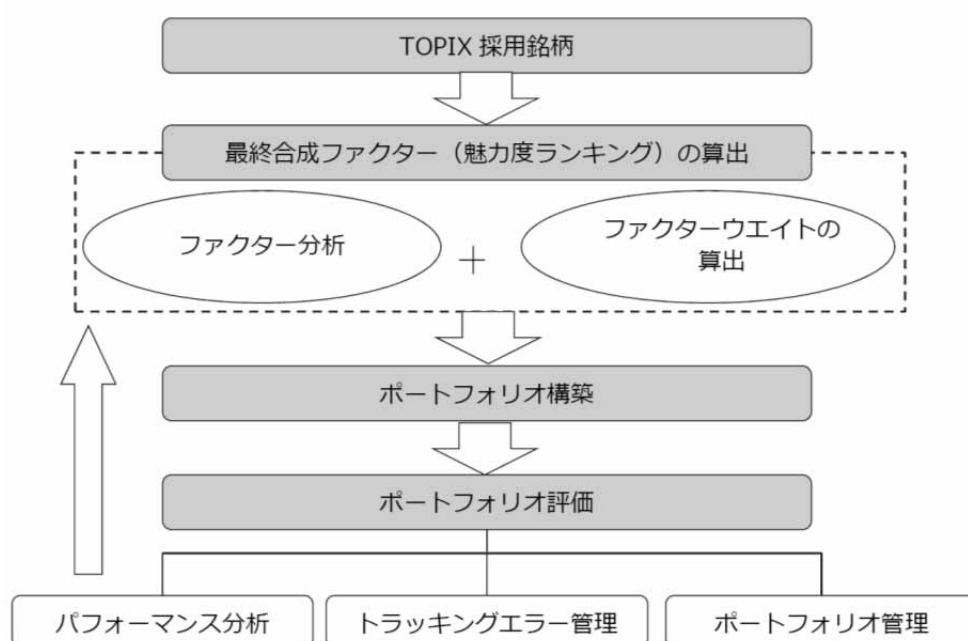 TOPIX 採用銘柄
最終合成ファクター（魅力度ランキング）の算出
ファクター分析
＋
ファクターウエイトの
算出
ポートフォリオ構築
ポートフォリオ評価
パフォーマンス分析
トラッキングエラー管理
ポートフォリオ管理